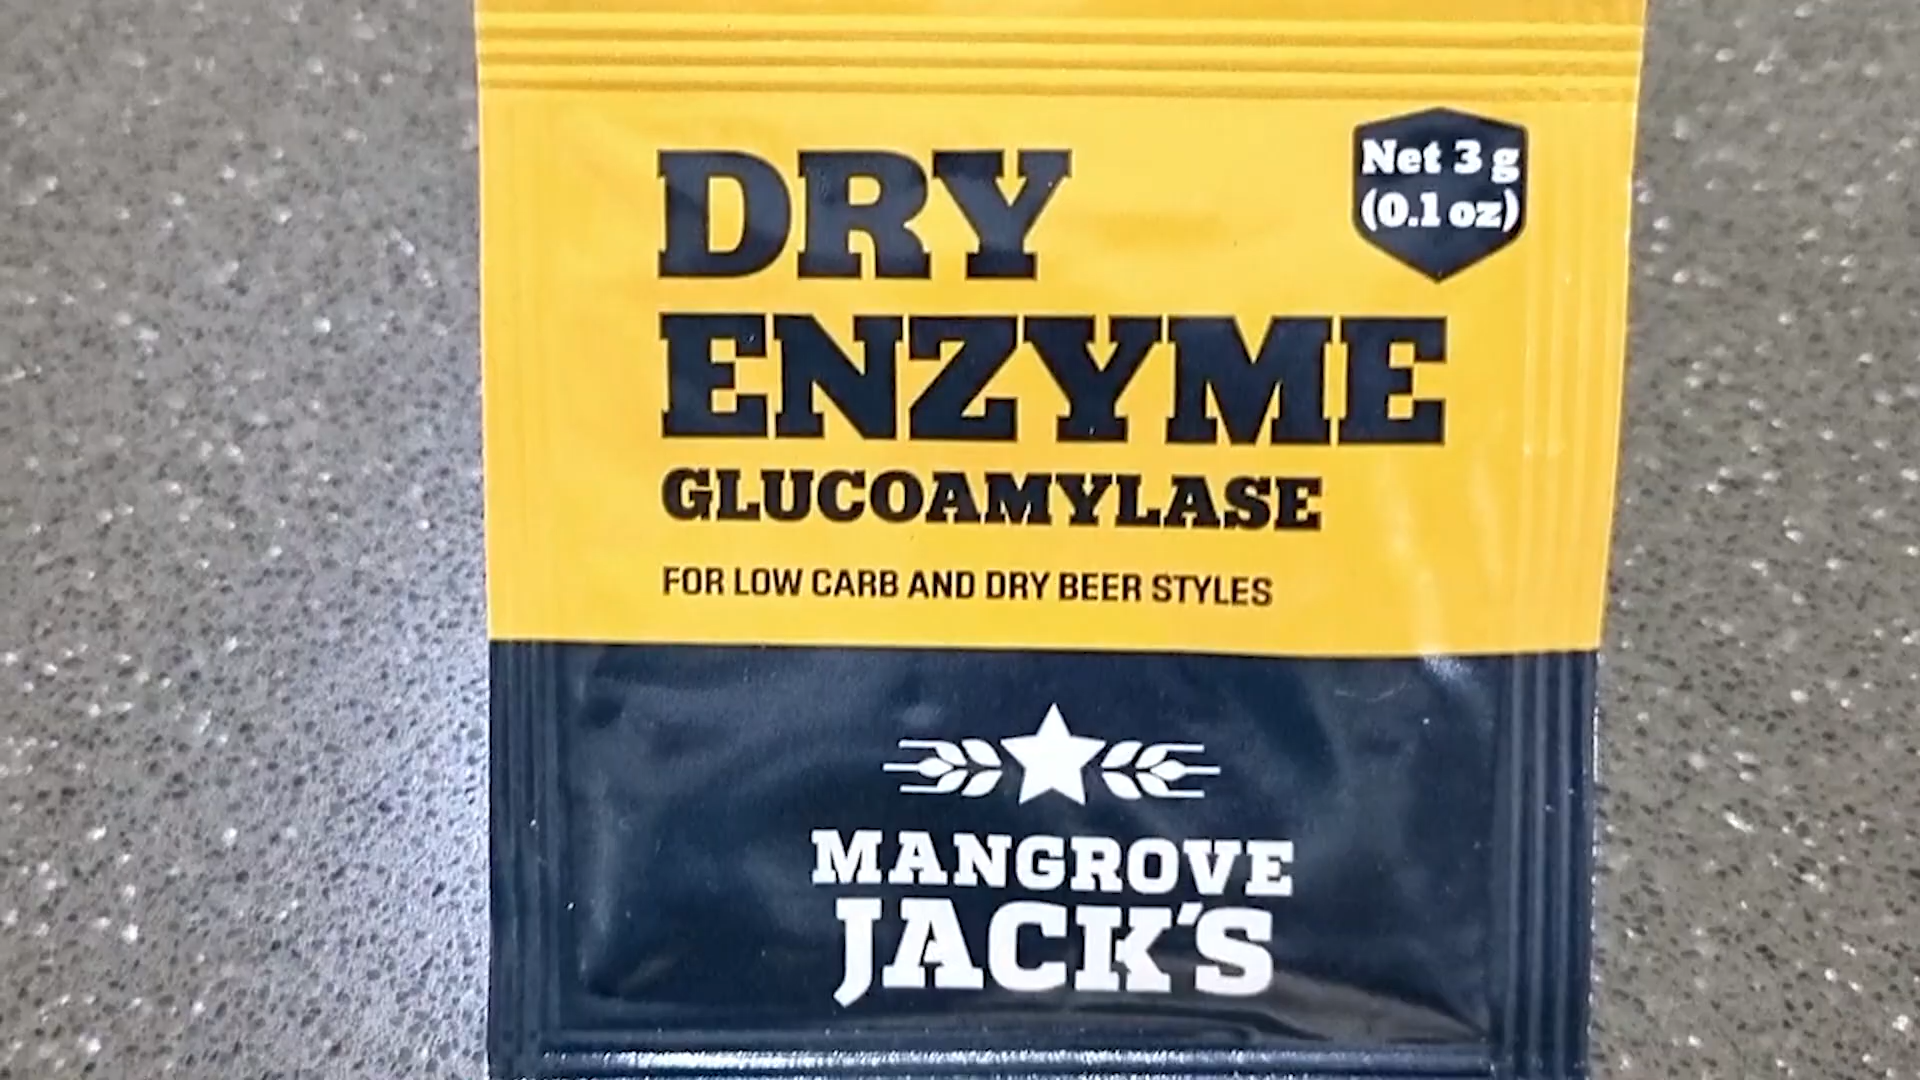 DRY
Net 3 g
(0.1 oz)
ENZYME
GLUCOAMYLASE
FOR LOW CARB AND DRY BEER STYLES
MANGROVE
JACK'S